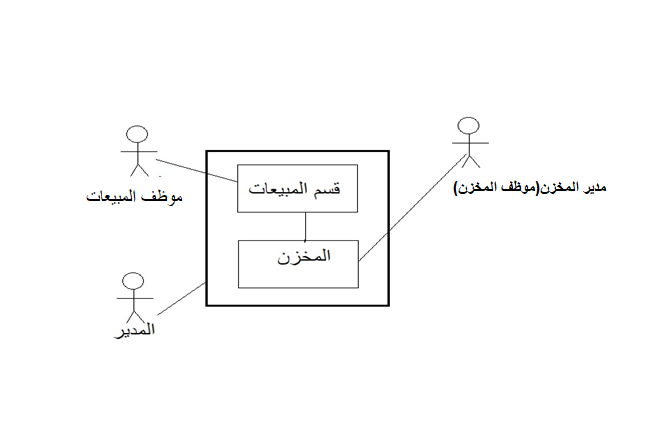 موظف المبيعات
قسم المبيعات
مدير المخزن(موظف المخزن)
المخزن
المدير